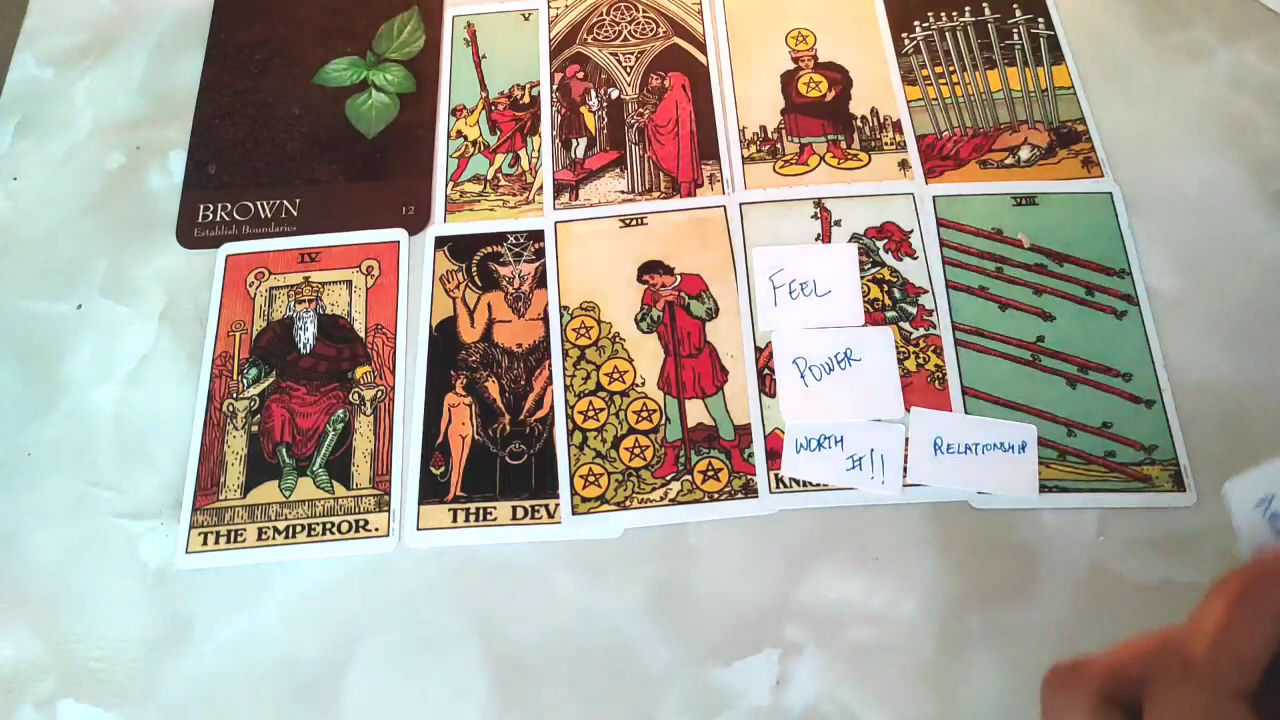 V
BROWN
12
Establish Boundaries
IV
XV
VII
VIII
FEEL
POWER
WORTH
IT!!
RELATIONSHIP
THE EMPEROR.
THE DEV